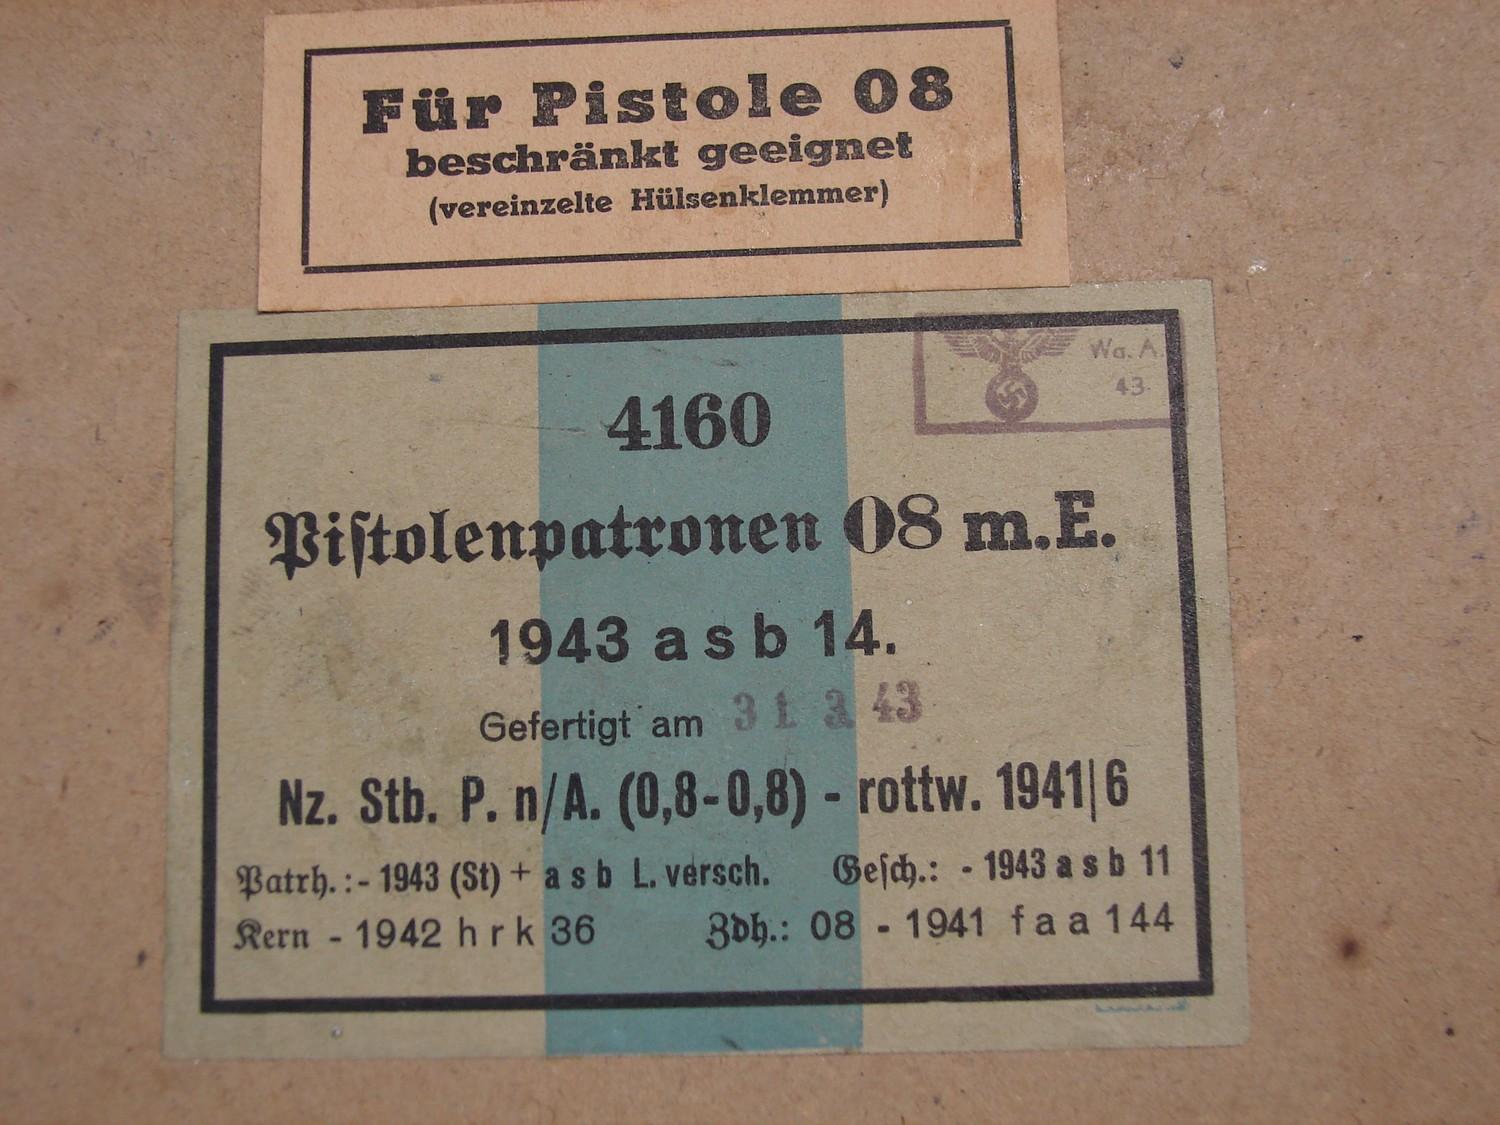 Für Pistole 08
beschränkt geeignet
(vereinzelte Hülsenklemmer)
Wa. A.
43
4160
Pistolenpatronen 08 m.E.
1943 a s b 14.
Gefertigt am 31 3 43
Nz. Stb. P. n/A. (0,8-0,8) - rottw. 1941|6
Patrh.:- 1943 (St) + a s b L. versch. Gesch.: - 1943 a s b 11
Kern - 1942 h r k 36 Zdh.: 08 - 1941 f a a 144